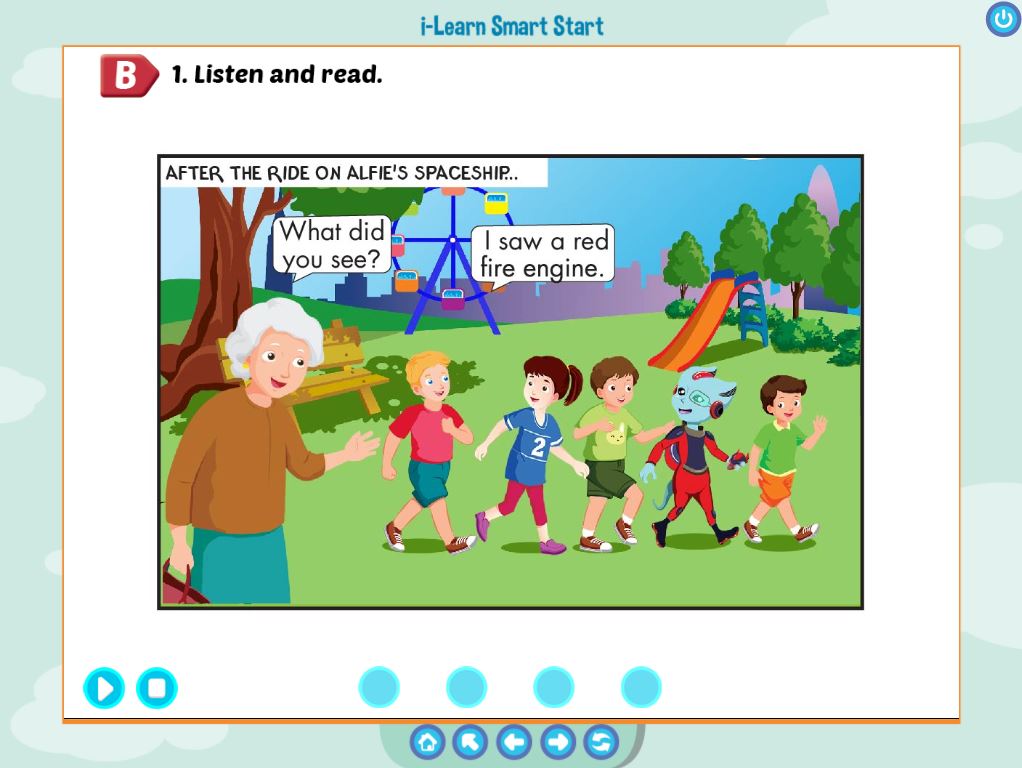 i-Learn Smart Start
B
1. Listen and read.
AFTER THE RIDE ON ALFIE'S SPACESHIP...
What did
you see?
I saw a red
fire engine.
2